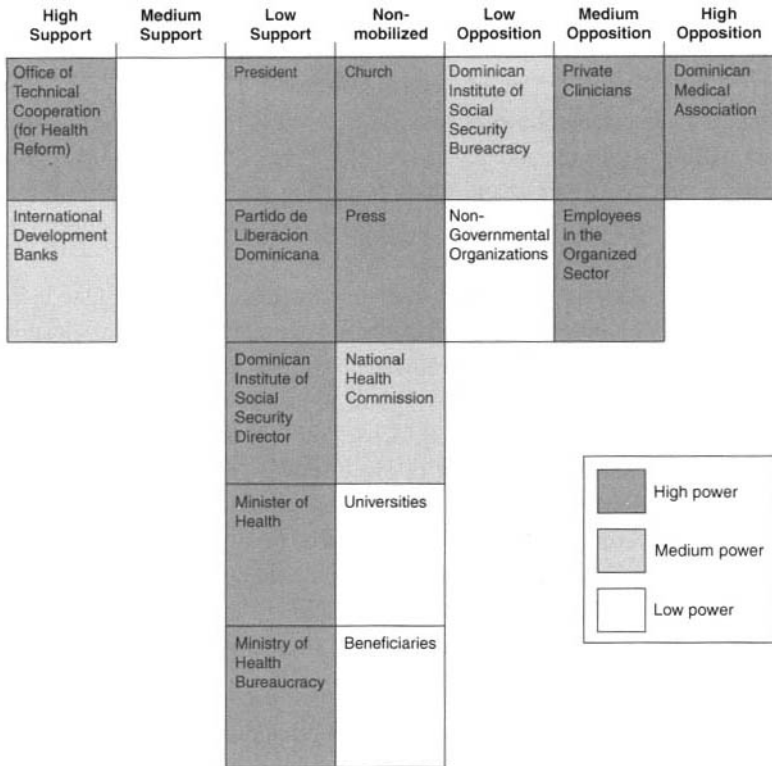 High
Support
Medium
Support
Low
Support
Non-
mobilized
Low
Opposition
Medium
Opposition
High
Opposition
Office of
Technical
Cooperation
(for Health
Reform)
President
Church
Dominican
Institute of
Social
Security
Bureacracy
Private
Clinicians
Dominican
Medical
Association
International
Development
Banks
Partido de
Liberacion
Dominicana
Press
Non-
Governmental
Organizations
Employees
in the
Organized
Sector
Dominican
Institute of
Social
Security
Director
National
Health
Commission
Minister of
Health
Universities
Ministry of
Health
Bureaucracy
Beneficiaries
High power
Medium power
Low power